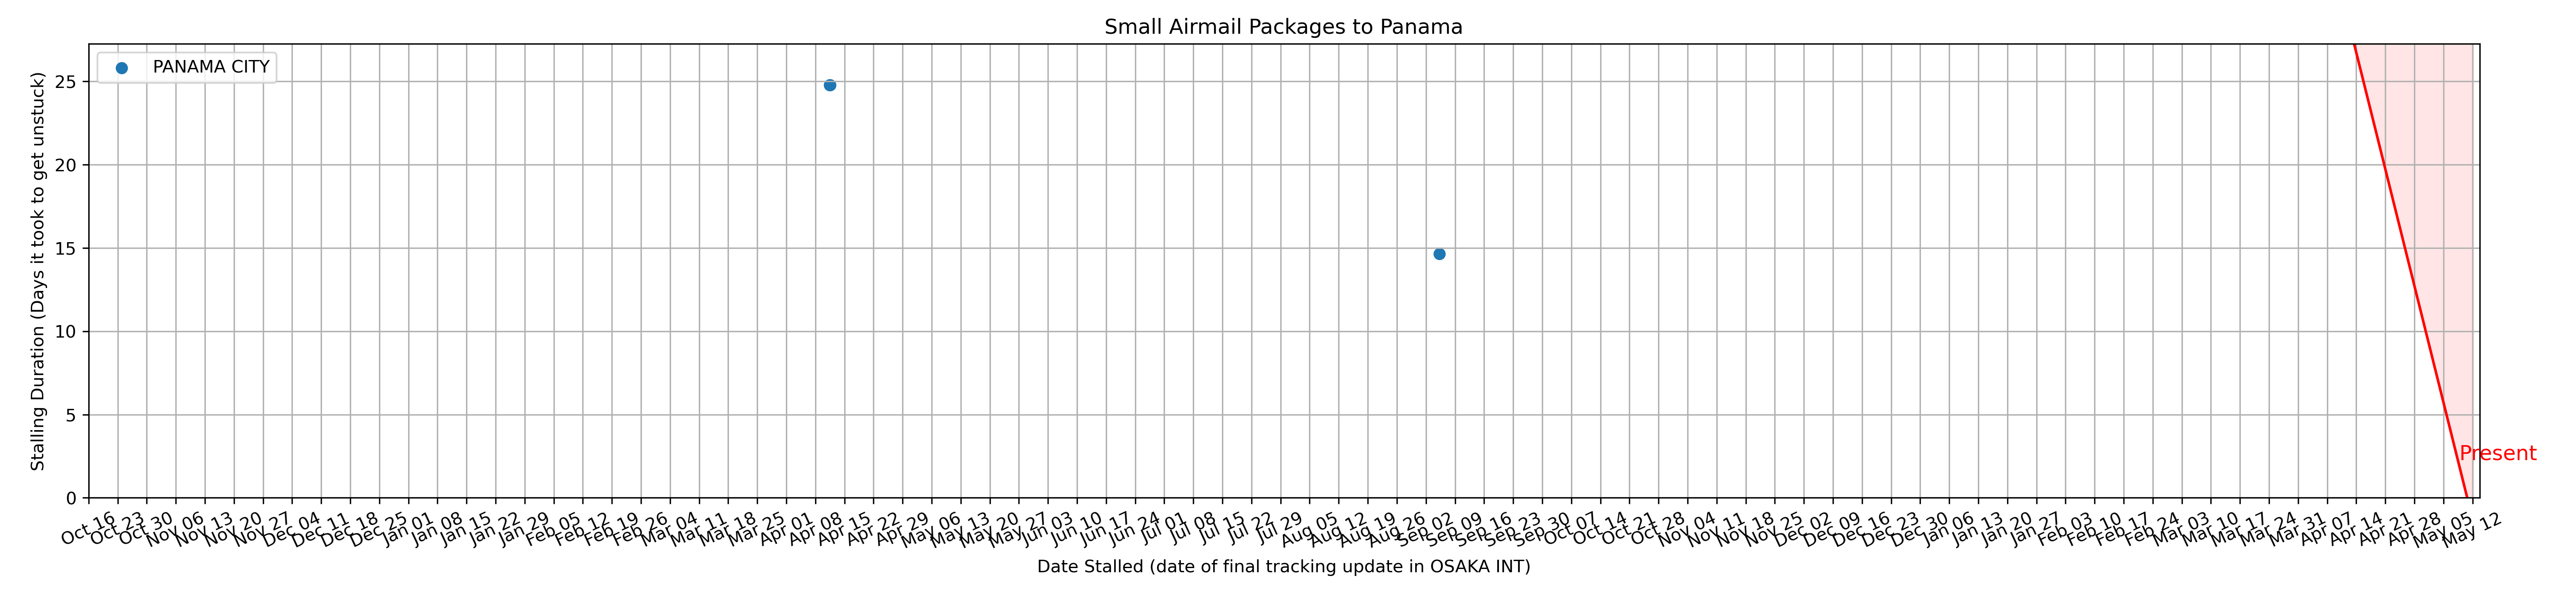 Small Airmail Packages to Panama
PANAMA CITY
Stalling Duration (Days it took to get unstuck)
25
20
15
10
5
0
Present
Oct 16
Oct 23
Oct 30
Nov 06
Nov 13
Nov 20
Nov 27
Dec 04
Dec 11
Dec 18
Dec 25
Jan 01
Jan 08
Jan 15
Jan 22
Jan 29
Feb 05
Feb 12
Feb 19
Feb 26
Mar 04
Mar 11
Mar 18
Mar 25
Apr 01
Apr 08
Apr 15
Apr 22
Apr 29
May 06
May 13
May 20
May 27
Jun 03
Jun 10
Jun 17
Jun 24
Jul 01
Jul 08
Jul 15
Jul 22
Jul 29
Aug 05
Aug 12
Aug 19
Aug 26
Sep 02
Sep 09
Sep 16
Sep 23
Sep 30
Oct 07
Oct 14
Oct 21
Oct 28
Nov 04
Nov 11
Nov 18
Nov 25
Dec 02
Dec 09
Dec 16
Dec 23
Dec 30
Jan 06
Jan 13
Jan 20
Jan 27
Feb 03
Feb 10
Feb 17
Feb 24
Mar 03
Mar 10
Mar 17
Mar 24
Mar 31
Apr 07
Apr 14
Apr 21
Apr 28
May 05
May 12
Date Stalled (date of final tracking update in OSAKA INT)